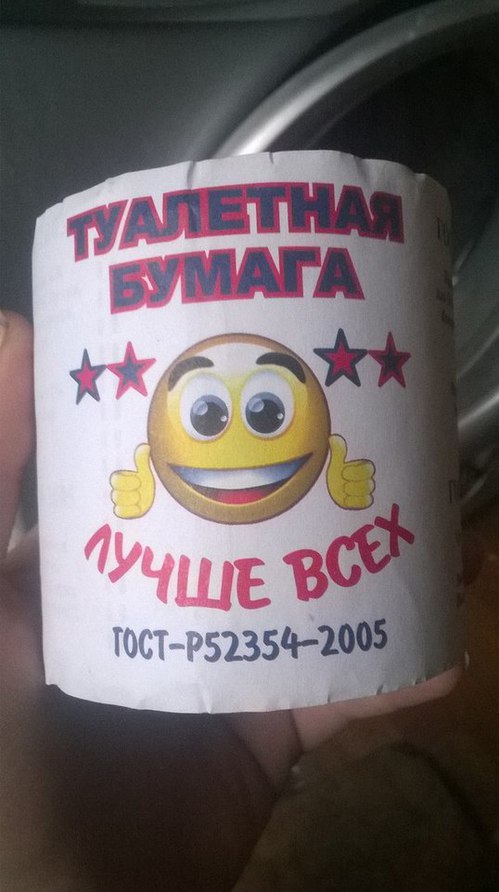 ТУАЛЕТНАЯ
БУМАГА
ЛУЧШЕ ВСЕХ
ГОСТ-Р52354-2005